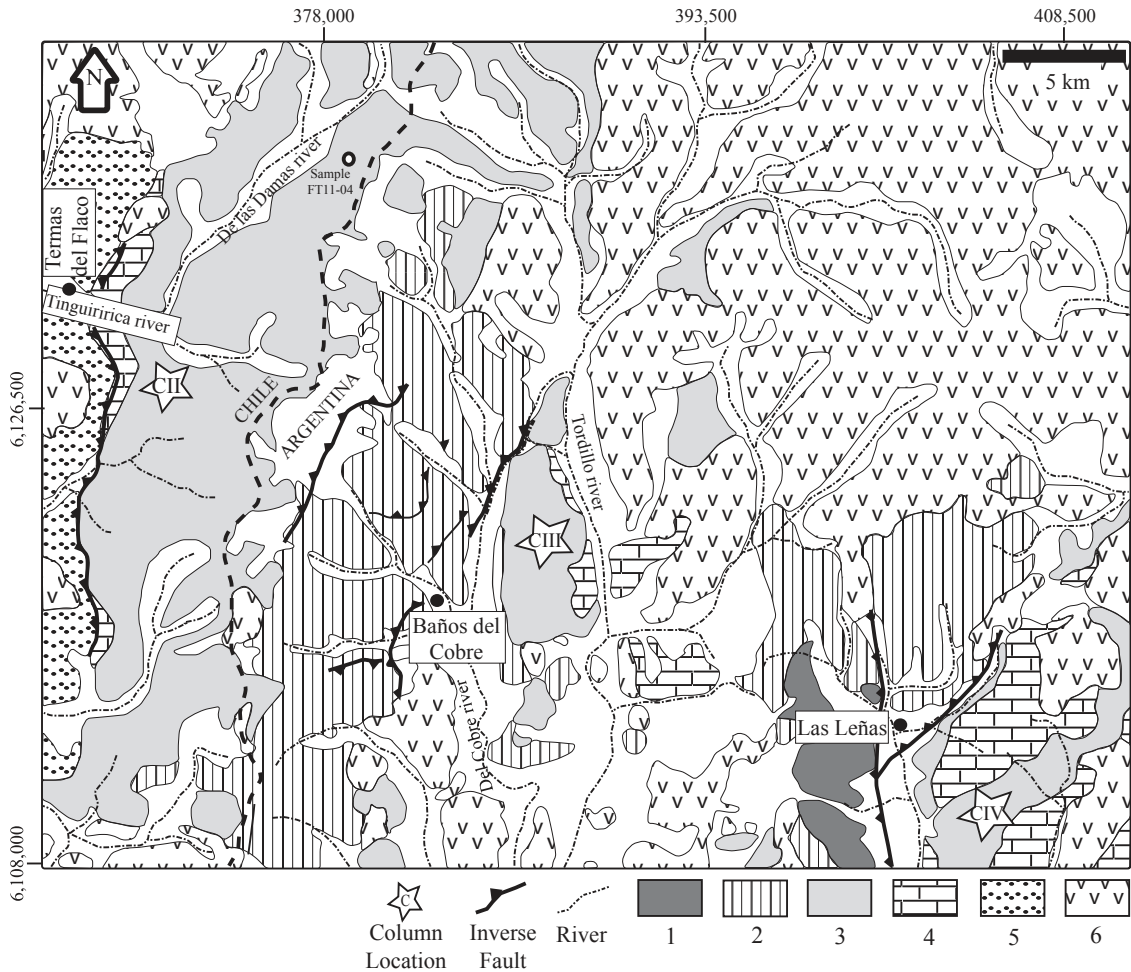 378,000
393,500
408,500
N
5 km
De las Damas river
Sample
FT11-04
Termas
del Flaco
Tinguiririca river
CII
CHILE
ARGENTINA
6,126,500
Tordillo river
CIII
Baños del
Cobre
Las Leñas
Del Cobre river
CIV
6,108,000
C
Column
Location
Inverse
Fault
River
1
2
3
4
5
6